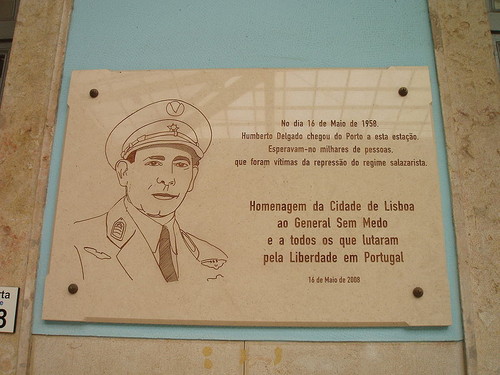 No dia 16 de Maio de 1958
Humberto Delgado chegou do Porto a esta estação.
Esperavam-no milhares de pessoas,
que foram vítimas da repressão do regime salazarista.
Homenagem da Cidade de Lisboa
ao General Sem Medo
e a todos os que lutaram
pela Liberdade em Portugal
16 de Maio de 2008
rta
e
8